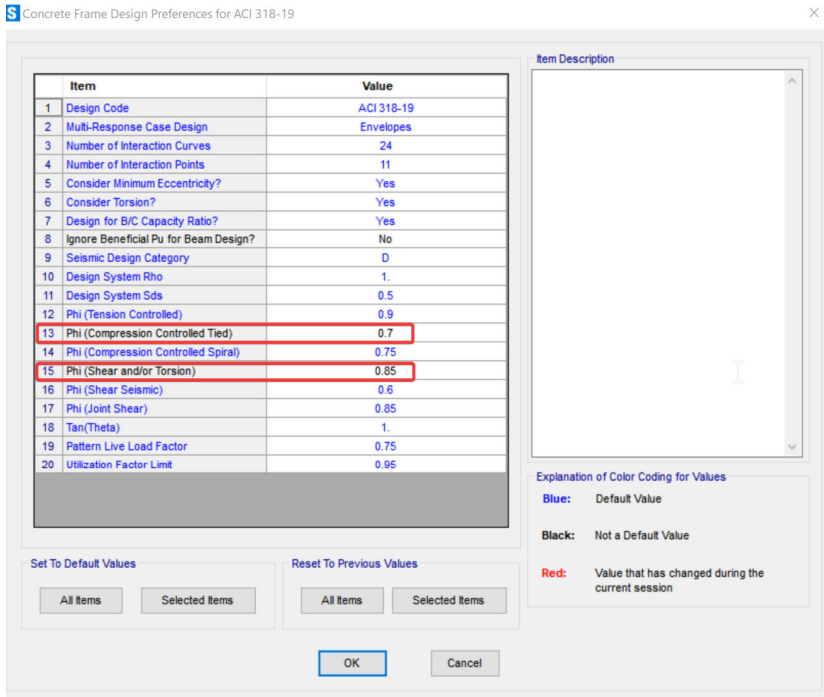 S Concrete Frame Design Preferences for ACI 318-19
Item Value
1 Design Code ACI 318-19
2 Multi-Response Case Design Envelopes
3 Number of Interaction Curves 24
4 Number of Interaction Points 11
5 Consider Minimum Eccentricity? Yes
6 Consider Torsion? Yes
7 Design for B/C Capacity Ratio? Yes
8 Ignore Beneficial Pu for Beam Design? No
9 Seismic Design Category D
10 Design System Rho 1.
11 Design System Sds 0.5
12 Phi (Tension Controlled) 0.9
13 Phi (Compression Controlled Tied) 0.7
14 Phi (Compression Controlled Spiral) 0.75
15 Phi (Shear and/or Torsion) 0.85
16 Phi (Shear Seismic) 0.6
17 Phi (Joint Shear) 0.85
18 Tan(Theta) 1.
19 Pattern Live Load Factor 0.75
20 Utilization Factor Limit 0.95
Item Description
Explanation of Color Coding for Values
Blue: Default Value
Black: Not a Default Value
Red: Value that has changed during the
current session
Set To Default Values
All Items Selected Items
Reset To Previous Values
All Items Selected Items
OK Cancel